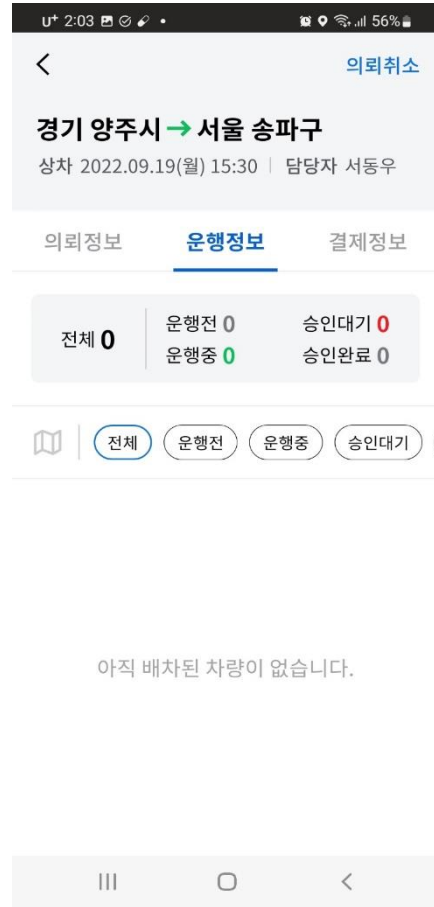 U+ 2:03 56%
의뢰취소
경기 양주시 → 서울 송파구
상차 2022.09.19(월) 15:30 | 담당자 서동우
의뢰정보 운행정보 결제정보
전체 0
운행전 0 승인대기 0
운행중 0 승인완료 0
전체 운행전 운행중 승인대기
아직 배차된 차량이 없습니다.